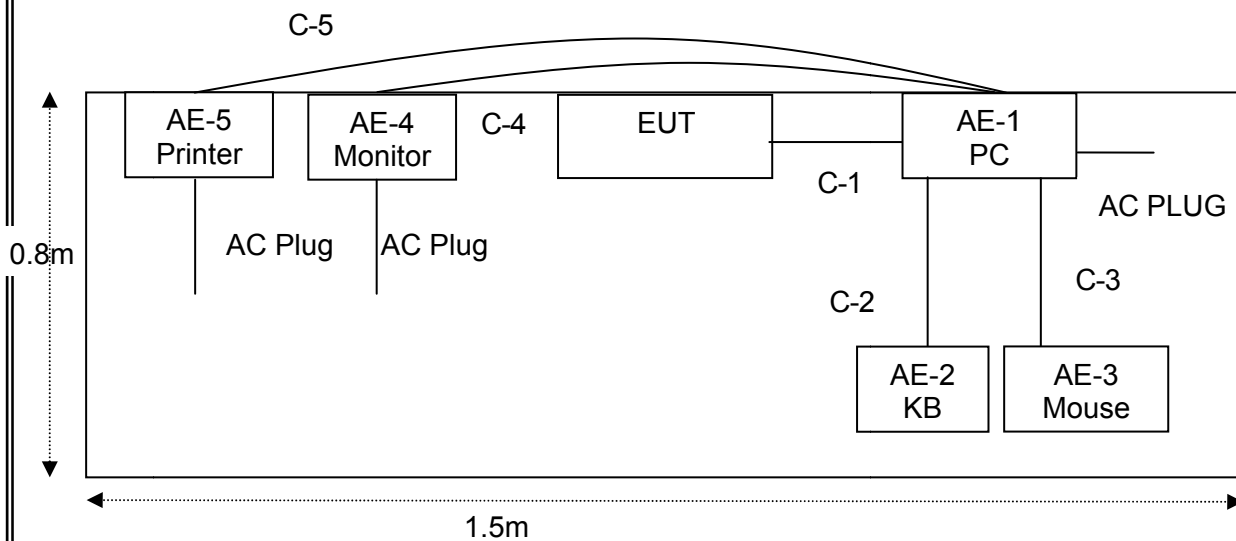 C-5
AE-5
Printer
AE-4
Monitor
C-4
EUT
C-1
AE-1
PC
AC PLUG
0.8m
AC Plug
AC Plug
C-2
C-3
AE-2
KB
AE-3
Mouse
1.5m